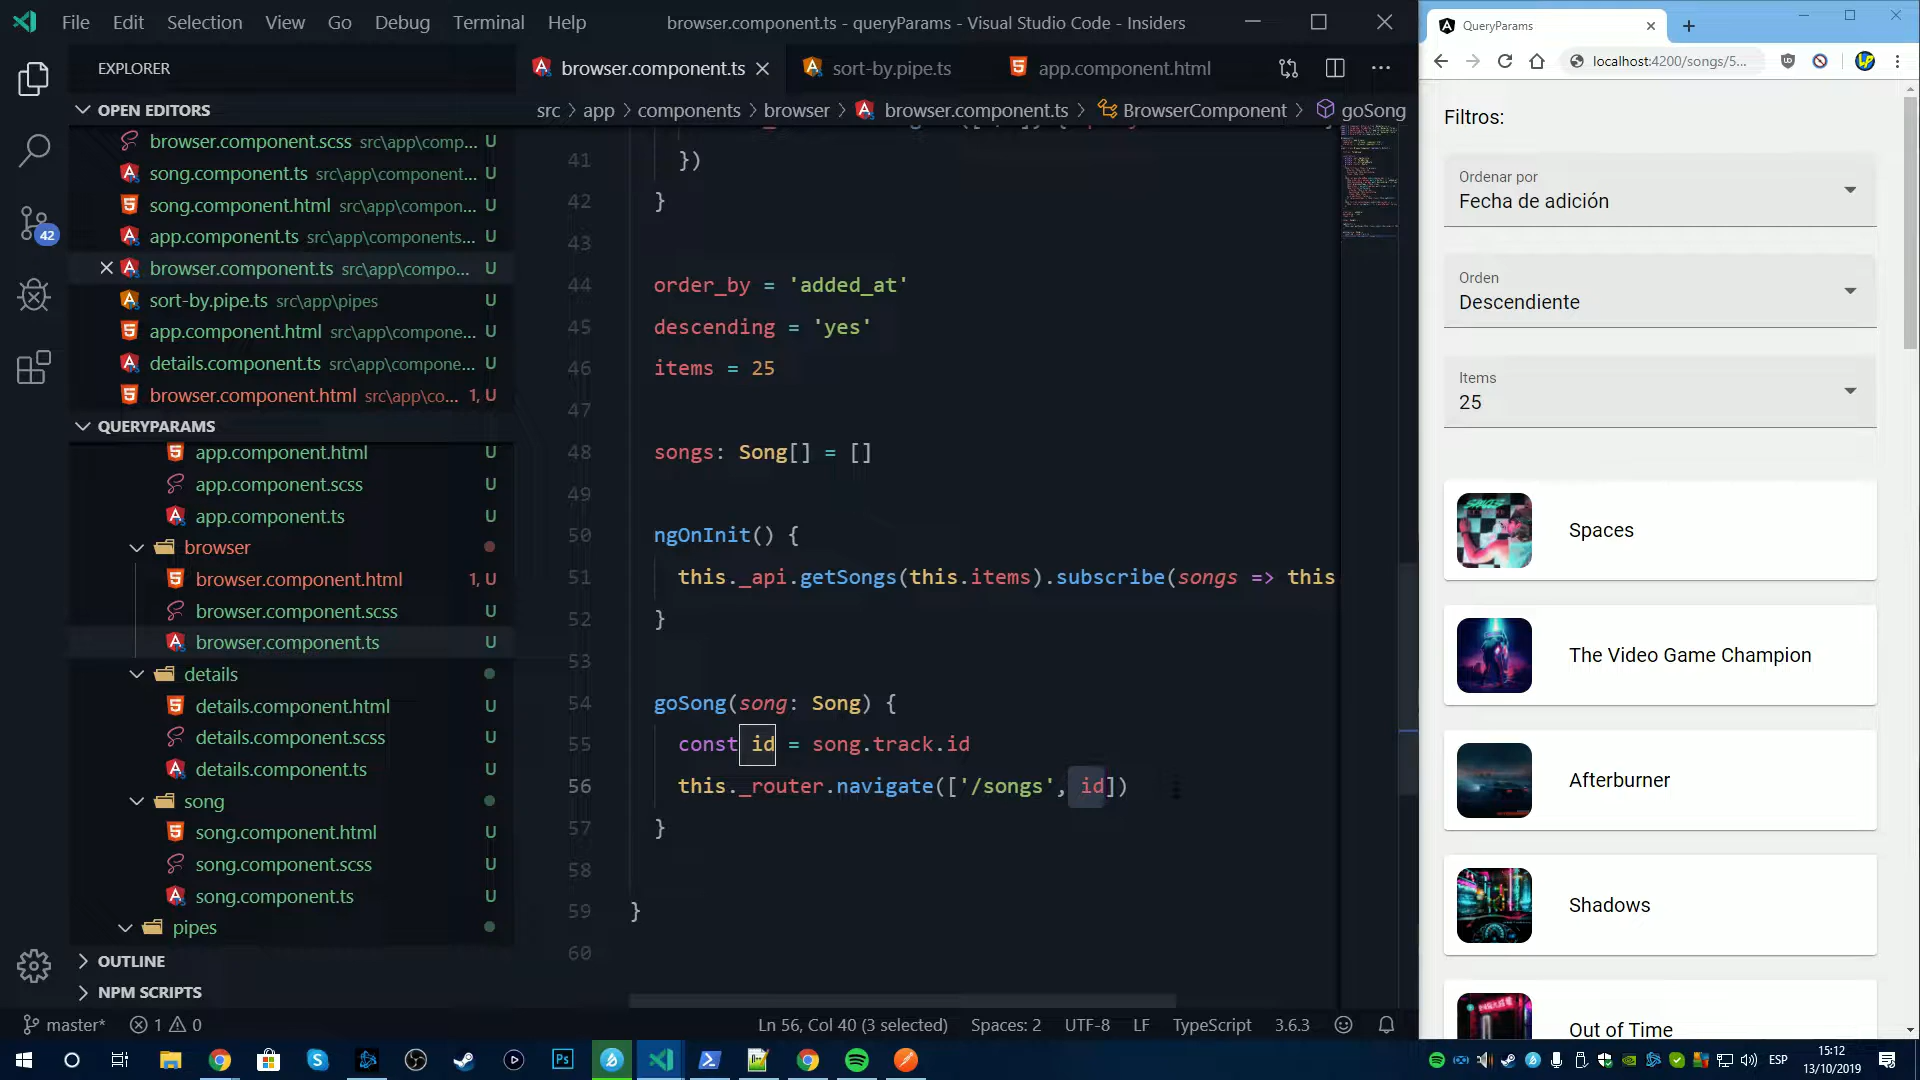 File Edit Selection View Go Debug Terminal Help
browser.component.ts - queryParams - Visual Studio Code - Insiders
EXPLORER
OPEN EDITORS
browser.component.scss src\app\comp... U
song.component.ts src\app\component... U
song.component.html src\app\compon... U
app.component.ts src\app\components... U
browser.component.ts src\app\compo... U
sort-by.pipe.ts src\app\pipes U
app.component.html src\app\compone... U
details.component.ts src\app\compone... U
browser.component.html src\app\co... 1, U
QUERYPARAMS
app.component.html U
app.component.scss U
app.component.ts U
browser
browser.component.html 1, U
browser.component.scss U
browser.component.ts U
details
details.component.html U
details.component.scss U
details.component.ts U
song
song.component.html U
song.component.scss U
song.component.ts U
pipes
OUTLINE
NPM SCRIPTS
42
browser.component.ts sort-by.pipe.ts app.component.html
src > app > components > browser > browser.component.ts > BrowserComponent > goSong
41 })
42 }
43
44 order_by = 'added_at'
45 descending = 'yes'
46 items = 25
47
48 songs: Song[] = []
49
50 ngOnInit() {
51 this._api.getSongs(this.items).subscribe(songs => this
52 }
53
54 goSong(song: Song) {
55 const id = song.track.id
56 this._router.navigate(['/songs', id])
57 }
58
59 }
60
master* 1 0
Ln 56, Col 40 (3 selected) Spaces: 2 UTF-8 LF TypeScript 3.6.3
QueryParams
localhost:4200/songs/5...
Filtros:
Ordenar por
Fecha de adición
Orden
Descendiente
Items
25
Spaces
The Video Game Champion
Afterburner
Shadows
Out of Time
Ps
ESP
15:12
13/10/2019